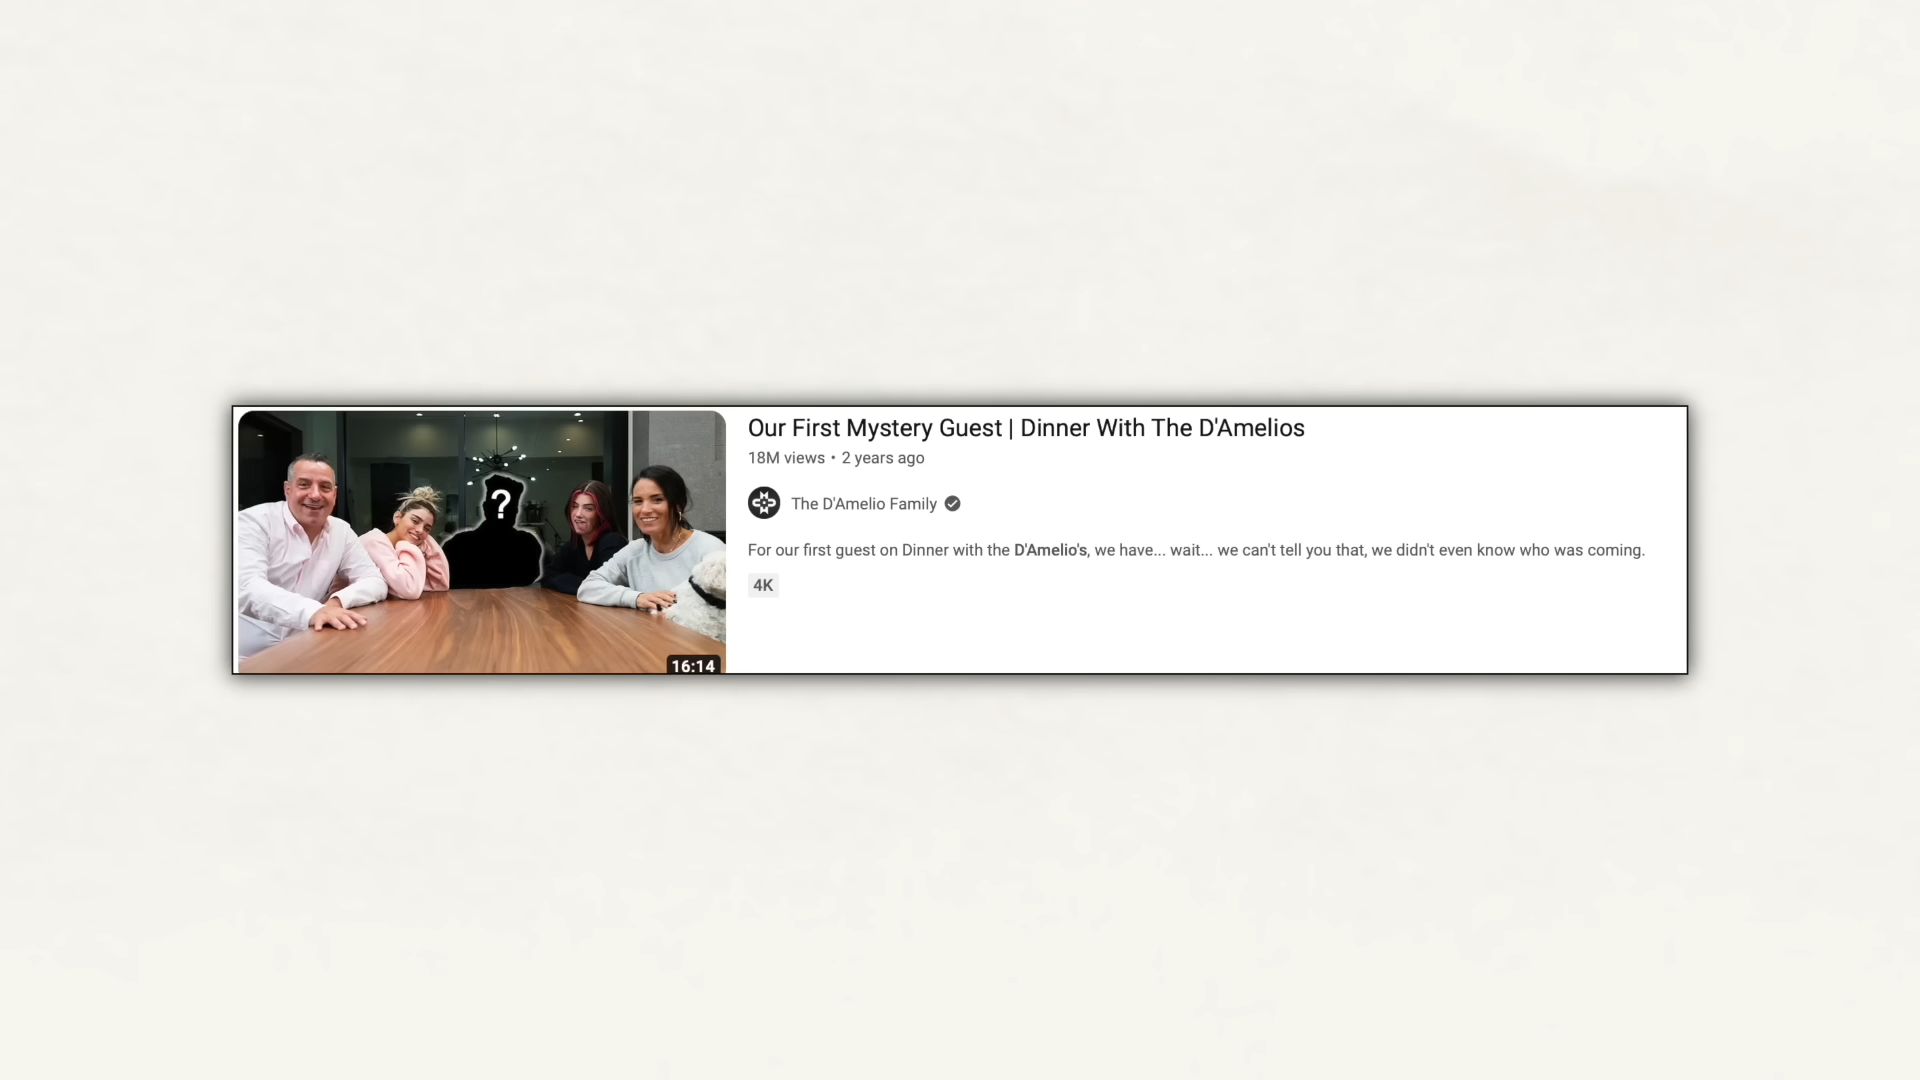 ?
16:14
Our First Mystery Guest | Dinner With The D'Amelios
18M views • 2 years ago
The D'Amelio Family
For our first guest on Dinner with the D'Amelio's, we have... wait... we can't tell you that, we didn't even know who was coming.
4K